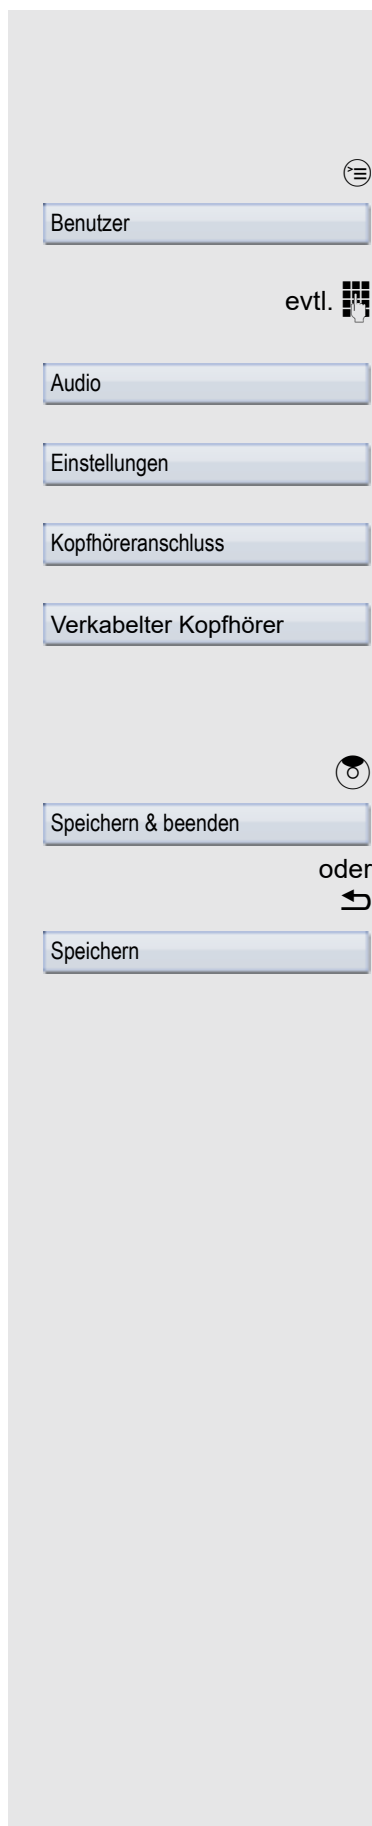 Benutzer
evtl.
Audio
Einstellungen
Kopfhöreranschluss
Verkabelter Kopfhörer
Speichern & beenden
oder
Speichern